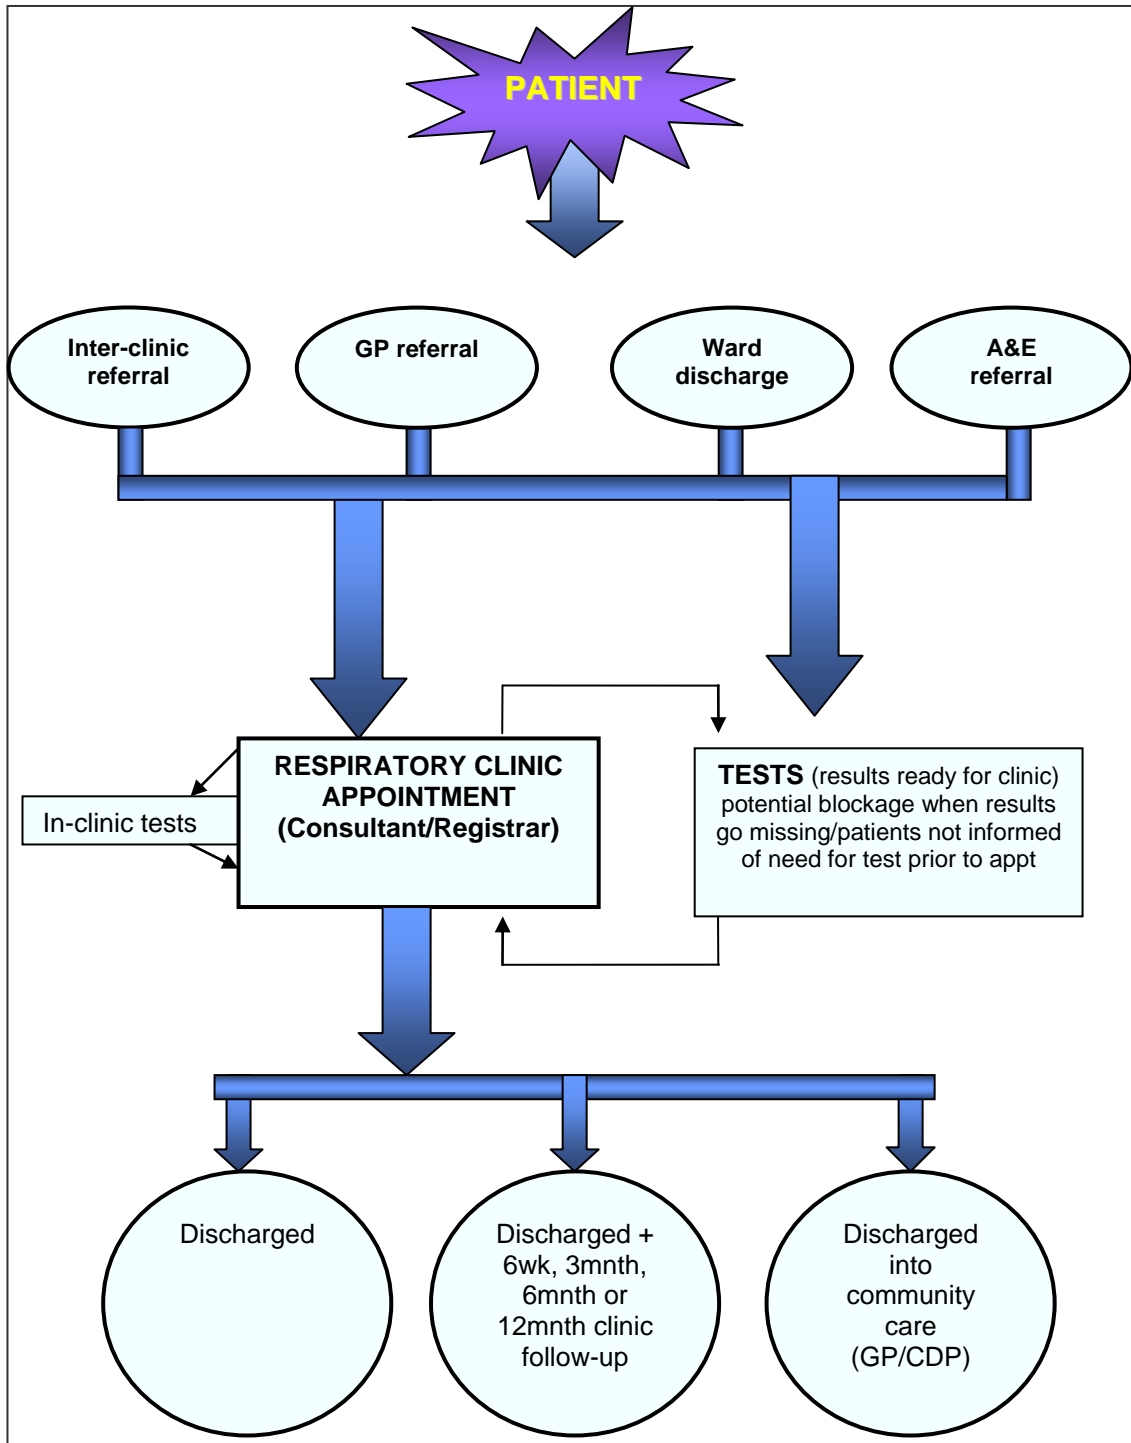 PATIENT
Inter-clinic
referral
GP referral
Ward
discharge
A&E
referral
RESPIRATORY CLINIC
APPOINTMENT
(Consultant/Registrar)
In-clinic tests
TESTS (results ready for clinic)
potential blockage when results
go missing/patients not informed
of need for test prior to appt
Discharged
Discharged +
6wk, 3mnth,
6mnth or
12mnth clinic
follow-up
Discharged
into
community
care
(GP/CDP)